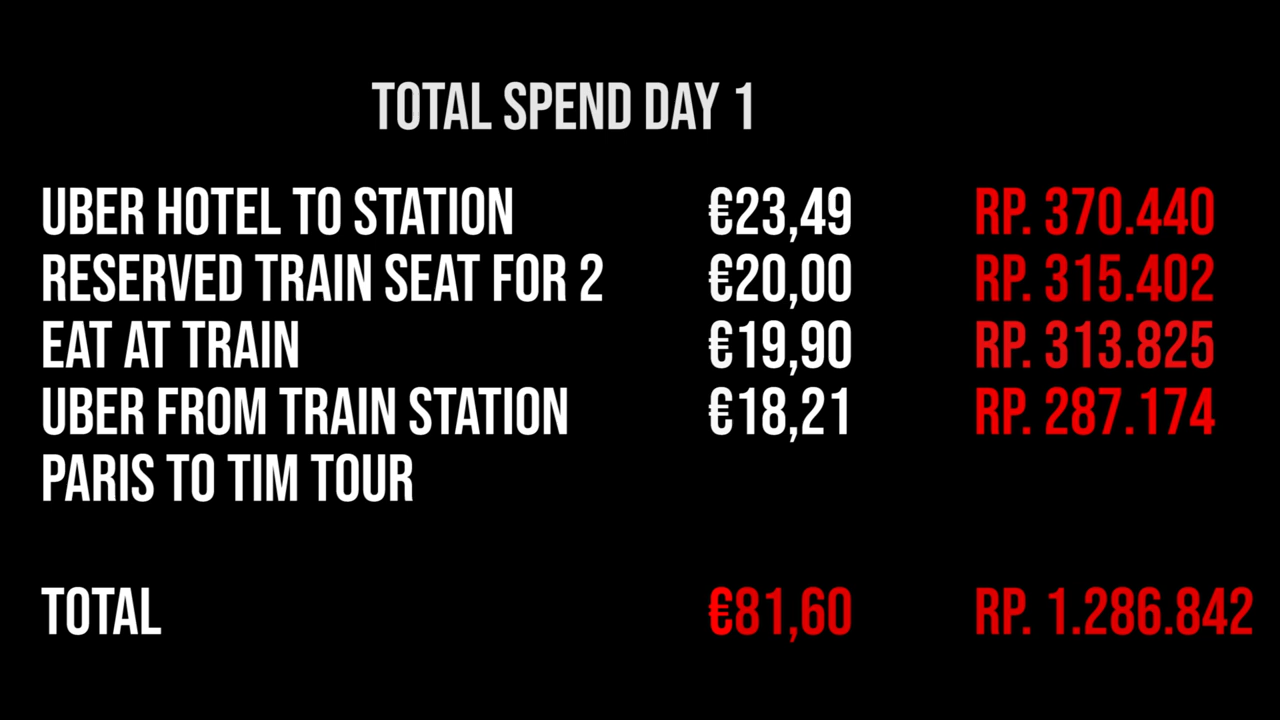 TOTAL SPEND DAY 1
UBER HOTEL TO STATION €23,49 RP. 370.440
RESERVED TRAIN SEAT FOR 2 €20,00 RP. 315.402
EAT AT TRAIN €19,90 RP. 313.825
UBER FROM TRAIN STATION €18,21 RP. 287.174
PARIS TO TIM TOUR
TOTAL €81,60 RP. 1.286.842